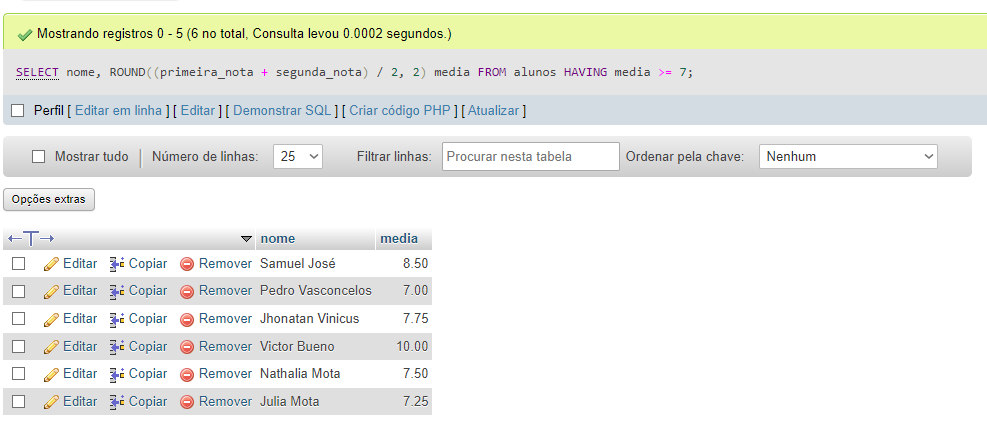 Mostrando registros 0 - 5 (6 no total, Consulta levou 0.0002 segundos.)
SELECT nome, ROUND((primeira_nota + segunda_nota) / 2, 2) media FROM alunos HAVING media >= 7;
Perfil [ Editar em linha ] [ Editar ] [ Demonstrar SQL ] [ Criar código PHP ] [ Atualizar ]
Mostrar tudo Número de linhas: 25 Filtrar linhas: Procurar nesta tabela Ordenar pela chave: Nenhum
Opções extras
←T→ nome media
Editar Copiar Remover Samuel José 8.50
Editar Copiar Remover Pedro Vasconcelos 7.00
Editar Copiar Remover Jhonatan Vinicus 7.75
Editar Copiar Remover Victor Bueno 10.00
Editar Copiar Remover Nathalia Mota 7.50
Editar Copiar Remover Julia Mota 7.25